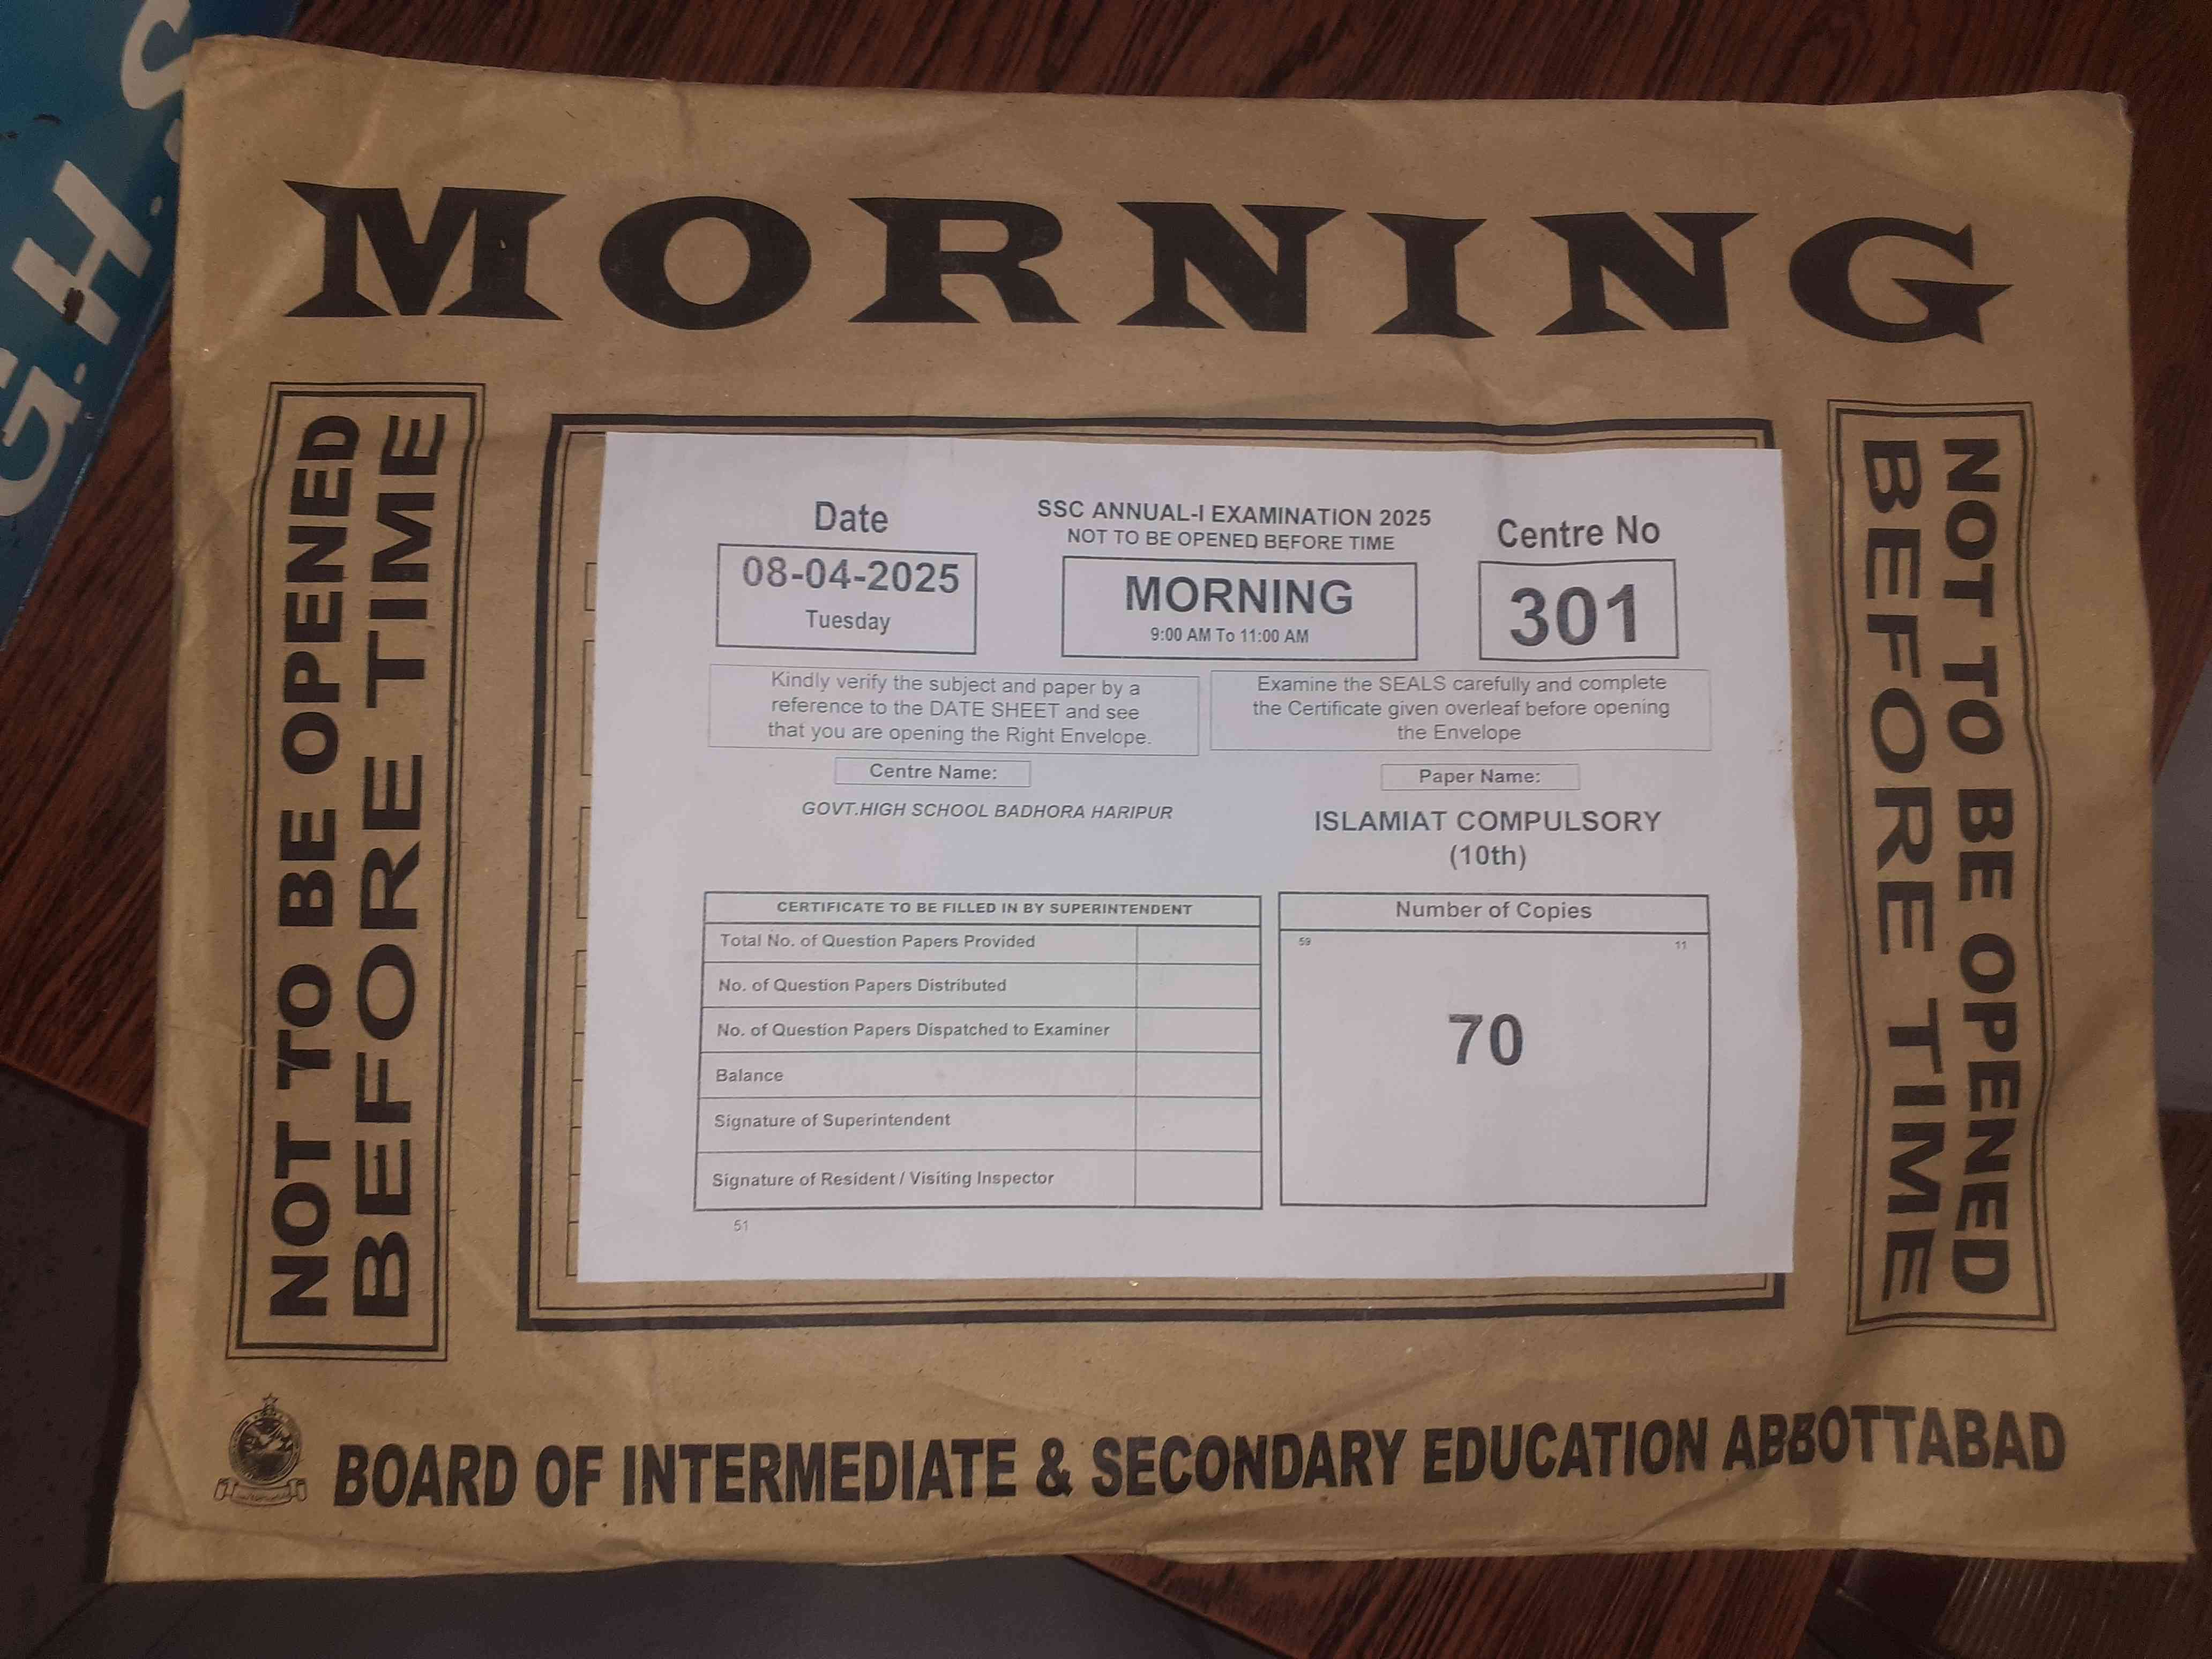 G.H.S
MORNING
NOT TO BE OPENED
BEFORE TIME
Date
08-04-2025
Tuesday
SSC ANNUAL-I EXAMINATION 2025
NOT TO BE OPENED BEFORE TIME
MORNING
9:00 AM To 11:00 AM
Centre No
301
Kindly verify the subject and paper by a
reference to the DATE SHEET and see
that you are opening the Right Envelope.
Examine the SEALS carefully and complete
the Certificate given overleaf before opening
the Envelope
Centre Name:
GOVT.HIGH SCHOOL BADHORA HARIPUR
Paper Name:
ISLAMIAT COMPULSORY
(10th)
CERTIFICATE TO BE FILLED IN BY SUPERINTENDENT
Total No. of Question Papers Provided
No. of Question Papers Distributed
No. of Question Papers Dispatched to Examiner
Balance
Signature of Superintendent
Signature of Resident / Visiting Inspector
51
Number of Copies
59 11
70
NOT TO BE OPENED
BEFORE TIME
BOARD OF INTERMEDIATE & SECONDARY EDUCATION ABBOTTABAD